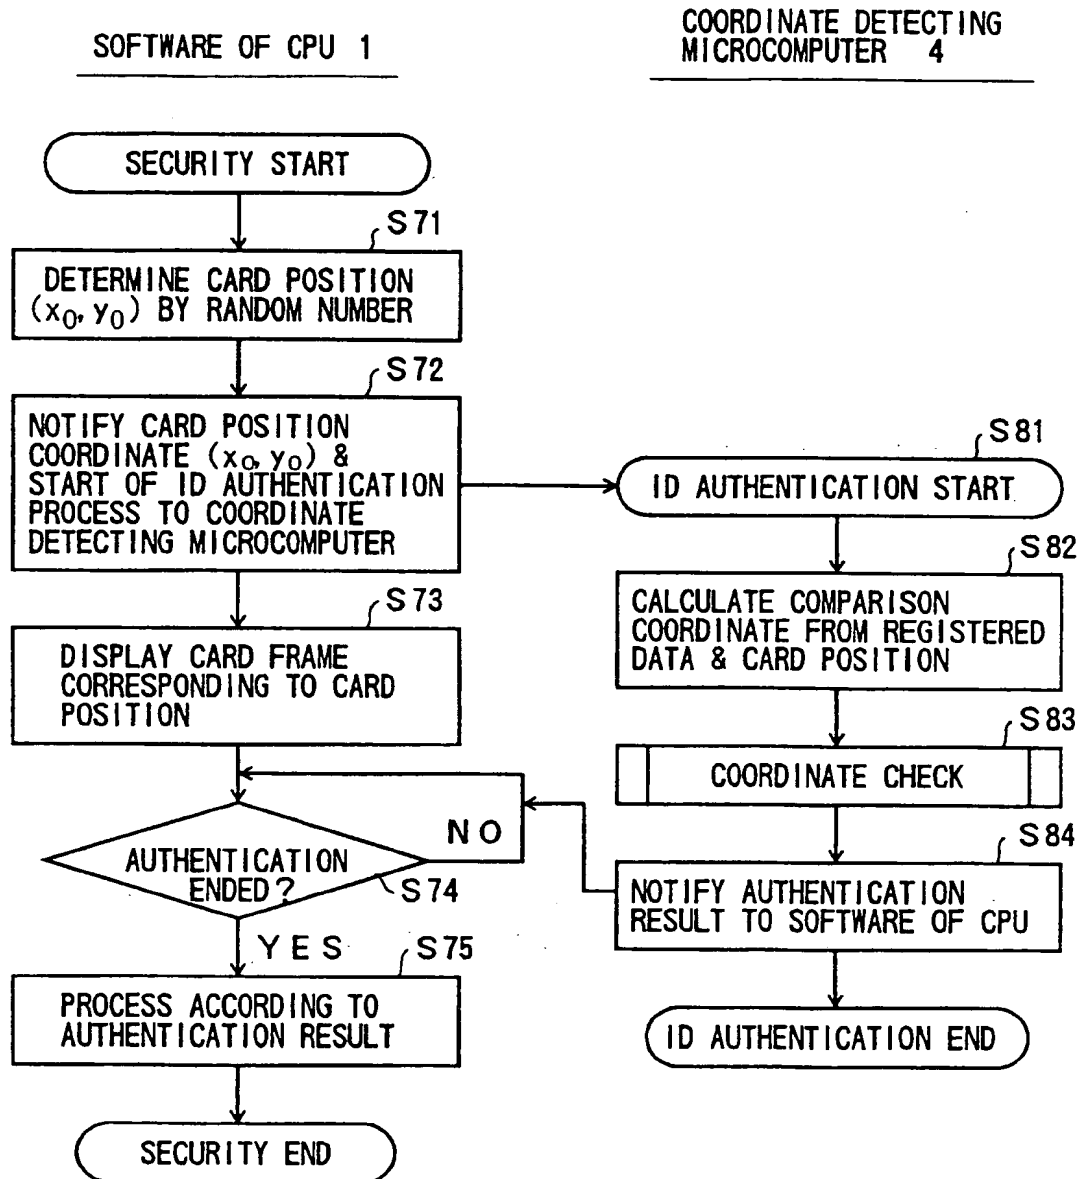 SOFTWARE OF CPU 1
COORDINATE DETECTING
MICROCOMPUTER 4
SECURITY START
S71
DETERMINE CARD POSITION
(x0, y0) BY RANDOM NUMBER
S72
NOTIFY CARD POSITION
COORDINATE (x0, y0) &
START OF ID AUTHENTICATION
PROCESS TO COORDINATE
DETECTING MICROCOMPUTER
S73
DISPLAY CARD FRAME
CORRESPONDING TO CARD
POSITION
AUTHENTICATION
ENDED?
NO
S74
YES
S75
PROCESS ACCORDING TO
AUTHENTICATION RESULT
SECURITY END
S81
ID AUTHENTICATION START
S82
CALCULATE COMPARISON
COORDINATE FROM REGISTERED
DATA & CARD POSITION
S83
COORDINATE CHECK
S84
NOTIFY AUTHENTICATION
RESULT TO SOFTWARE OF CPU
ID AUTHENTICATION END